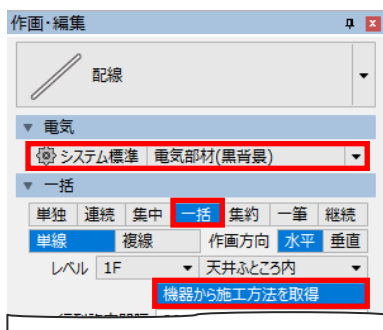 作画・編集
配線
電気
システム標準 電気部材(黒背景)
一括
単独 連続 集中 一括 集約 一筆 継続
単線 複線 作画方向 水平 垂直
レベル 1F 天井ふところ内
機器から施工方法を取得